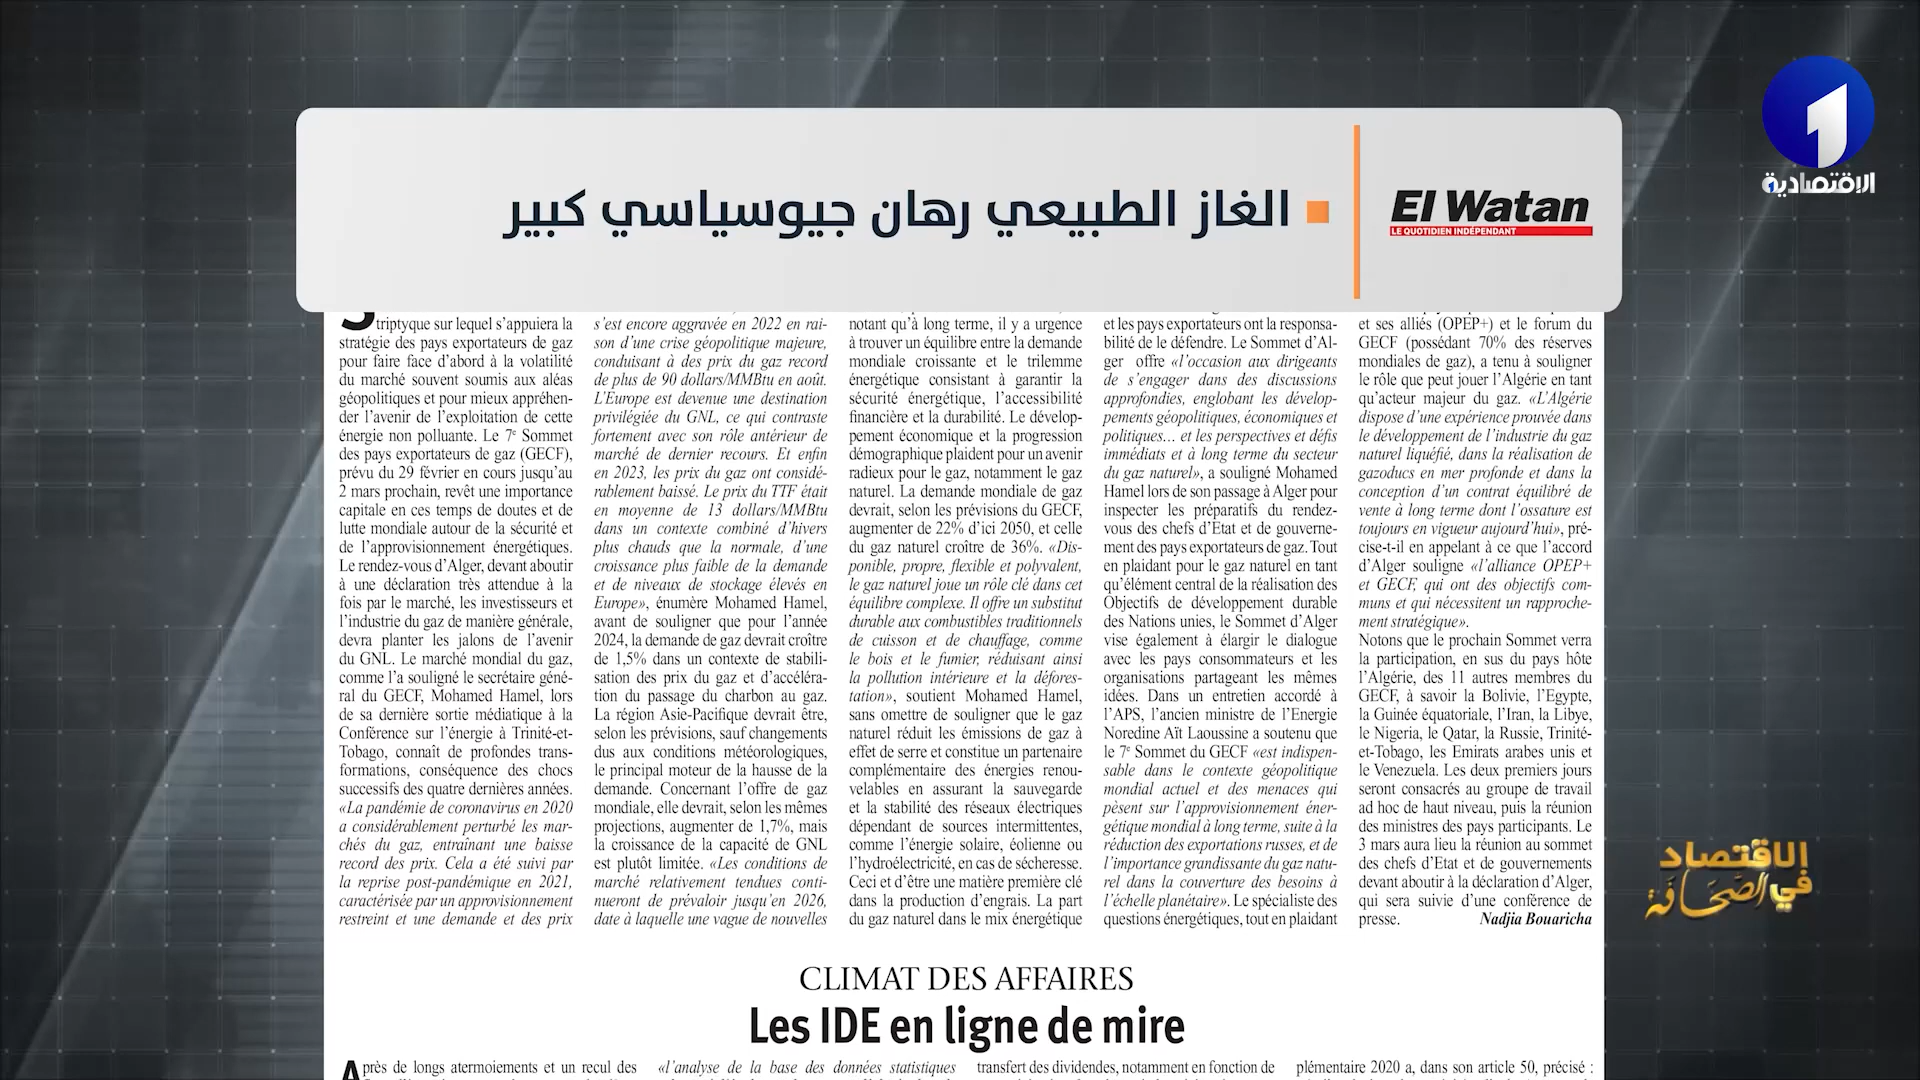 الاقتصادية
El Watan
LE QUOTIDIEN INDÉPENDANT
الغاز الطبيعي رهان جيوسياسي كبير
triptyque sur lequel s'appuiera la
stratégie des pays exportateurs de gaz
pour faire face d'abord à la volatilité
du marché souvent soumis aux aléas
géopolitiques et pour mieux appréhen-
der l'avenir de l'exploitation de cette
énergie non polluante. Le 7e Sommet
des pays exportateurs de gaz (GECF),
prévu du 29 février en cours jusqu'au
2 mars prochain, revêt une importance
capitale en ces temps de doutes et de
lutte mondiale autour de la sécurité et
de l'approvisionnement énergétiques.
Le rendez-vous d'Alger, devant aboutir
à une déclaration très attendue à la
fois par le marché, les investisseurs et
l'industrie du gaz de manière générale,
devra planter les jalons de l'avenir
du GNL. Le marché mondial du gaz,
comme l'a souligné le secrétaire géné-
ral du GECF, Mohamed Hamel, lors
de sa dernière sortie médiatique à la
Conférence sur l'énergie à Trinité-et-
Tobago, connaît de profondes trans-
formations, conséquence des chocs
successifs des quatre dernières années.
«La pandémie de coronavirus en 2020
a considérablement perturbé les mar-
chés du gaz, entraînant une baisse
record des prix. Cela a été suivi par
la reprise post-pandémique en 2021,
caractérisée par un approvisionnement
restreint et une demande et des prix
s'est encore aggravée en 2022 en rai-
son d'une crise géopolitique majeure,
conduisant à des prix du gaz record
de plus de 90 dollars/MMBtu en août.
L'Europe est devenue une destination
privilégiée du GNL, ce qui contraste
fortement avec son rôle antérieur de
marché de dernier recours. Et enfin
en 2023, les prix du gaz ont considé-
rablement baissé. Le prix du TTF était
en moyenne de 13 dollars/MMBtu
dans un contexte combiné d'hivers
plus chauds que la normale, d'une
croissance plus faible de la demande
et de niveaux de stockage élevés en
Europe», énumère Mohamed Hamel,
avant de souligner que pour l'année
2024, la demande de gaz devrait croître
de 1,5% dans un contexte de stabili-
sation des prix du gaz et d'accéléra-
tion du passage du charbon au gaz.
La région Asie-Pacifique devrait être,
selon les prévisions, sauf changements
dus aux conditions météorologiques,
le principal moteur de la hausse de la
demande. Concernant l'offre de gaz
mondiale, elle devrait, selon les mêmes
projections, augmenter de 1,7%, mais
la croissance de la capacité de GNL
est plutôt limitée. «Les conditions de
marché relativement tendues conti-
nueront de prévaloir jusqu'en 2026,
date à laquelle une vague de nouvelles
notant qu'à long terme, il y a urgence
à trouver un équilibre entre la demande
mondiale croissante et le trilemme
énergétique consistant à garantir la
sécurité énergétique, l'accessibilité
financière et la durabilité. Le dévelop-
pement économique et la progression
démographique plaident pour un avenir
radieux pour le gaz, notamment le gaz
naturel. La demande mondiale de gaz
devrait, selon les prévisions du GECF,
augmenter de 22% d'ici 2050, et celle
du gaz naturel croître de 36%. «Dis-
ponible, propre, flexible et polyvalent,
le gaz naturel joue un rôle clé dans cet
équilibre complexe. Il offre un substitut
durable aux combustibles traditionnels
de cuisson et de chauffage, comme
le bois et le fumier, réduisant ainsi
la pollution intérieure et la défores-
tation», soutient Mohamed Hamel,
sans omettre de souligner que le gaz
naturel réduit les émissions de gaz à
effet de serre et constitue un partenaire
complémentaire des énergies renou-
velables en assurant la sauvegarde
et la stabilité des réseaux électriques
dépendant de sources intermittentes,
comme l'énergie solaire, éolienne ou
l'hydroélectricité, en cas de sécheresse.
Ceci et d'être une matière première clé
dans la production d'engrais. La part
du gaz naturel dans le mix énergétique
et les pays exportateurs ont la responsa-
bilité de le défendre. Le Sommet d'Al-
ger offre «l'occasion aux dirigeants
de s'engager dans des discussions
approfondies, englobant les dévelop-
pements géopolitiques, économiques et
politiques… et les perspectives et défis
immédiats et à long terme du secteur
du gaz naturel», a souligné Mohamed
Hamel lors de son passage à Alger pour
inspecter les préparatifs du rendez-
vous des chefs d'Etat et de gouverne-
ment des pays exportateurs de gaz. Tout
en plaidant pour le gaz naturel en tant
qu'élément central de la réalisation des
Objectifs de développement durable
des Nations unies, le Sommet d'Alger
vise également à élargir le dialogue
avec les pays consommateurs et les
organisations partageant les mêmes
idées. Dans un entretien accordé à
l'APS, l'ancien ministre de l'Energie
Noredine Aït Laoussine a soutenu que
le 7e Sommet du GECF «est indispen-
sable dans le contexte géopolitique
mondial actuel et des menaces qui
pèsent sur l'approvisionnement éner-
gétique mondial à long terme, suite à la
réduction des exportations russes, et de
l'importance grandissante du gaz natu-
rel dans la couverture des besoins à
l'échelle planétaire». Le spécialiste des
questions énergétiques, tout en plaidant
et ses alliés (OPEP+) et le forum du
GECF (possédant 70% des réserves
mondiales de gaz), a tenu à souligner
le rôle que peut jouer l'Algérie en tant
qu'acteur majeur du gaz. «L'Algérie
dispose d'une expérience prouvée dans
le développement de l'industrie du gaz
naturel liquéfié, dans la réalisation de
gazoducs en mer profonde et dans la
conception d'un contrat équilibré de
vente à long terme dont l'ossature est
toujours en vigueur aujourd'hui», pré-
cise-t-il en appelant à ce que l'accord
d'Alger souligne «l'alliance OPEP+
et GECF, qui ont des objectifs com-
muns et qui nécessitent un rapproche-
ment stratégique».
Notons que le prochain Sommet verra
la participation, en sus du pays hôte
l'Algérie, des 11 autres membres du
GECF, à savoir la Bolivie, l'Egypte,
la Guinée équatoriale, l'Iran, la Libye,
le Nigeria, le Qatar, la Russie, Trinité-
et-Tobago, les Emirats arabes unis et
le Venezuela. Les deux premiers jours
seront consacrés au groupe de travail
ad hoc de haut niveau, puis la réunion
des ministres des pays participants. Le
3 mars aura lieu la réunion au sommet
des chefs d'Etat et de gouvernements
devant aboutir à la déclaration d'Alger,
qui sera suivie d'une conférence de
presse. Nadjia Bouaricha
الاقتصاد
في الصحافة
CLIMAT DES AFFAIRES
Les IDE en ligne de mire
Après de longs atermoiements et un recul des
«l'analyse de la base des données statistiques
transfert des dividendes, notamment en fonction de
plémentaire 2020 a, dans son article 50, précisé :